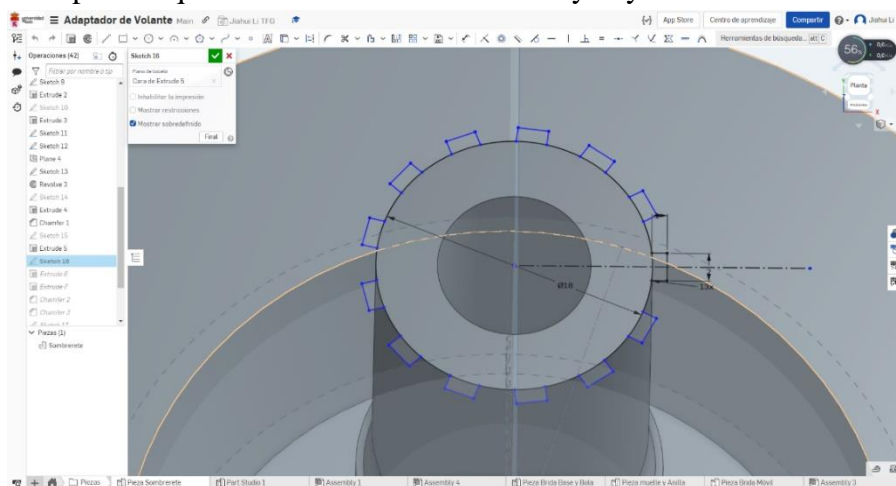 Adaptador de Volante Main Jiahui Li TFG
App Store Centro de aprendizaje Compartir
Herramientas de búsqueda...
Operaciones (42)
Filtrar por nombre o tip
Sketch 9
Extrude 2
Sketch 10
Extrude 3
Sketch 11
Sketch 12
Plane 4
Sketch 13
Revolve 3
Sketch 14
Extrude 4
Chamfer 1
Sketch 15
Extrude 5
Sketch 16
Extrude 6
Extrude 7
Chamfer 2
Chamfer 3
Piezas (1)
Sombrerete
Sketch 16
Plano de boceto
Cara de Extrude 5
Inhabilitar la impresión
Mostrar restricciones
Mostrar sobredefinido
Final
56
Planta
X
Ø18
13x
Piezas Pieza Sombrerete Part Studio 1 Assembly 1 Assembly 4 Pieza Brida Base y Bola Pieza muelle y Anilla Pieza Brida Móvil Assembly 3